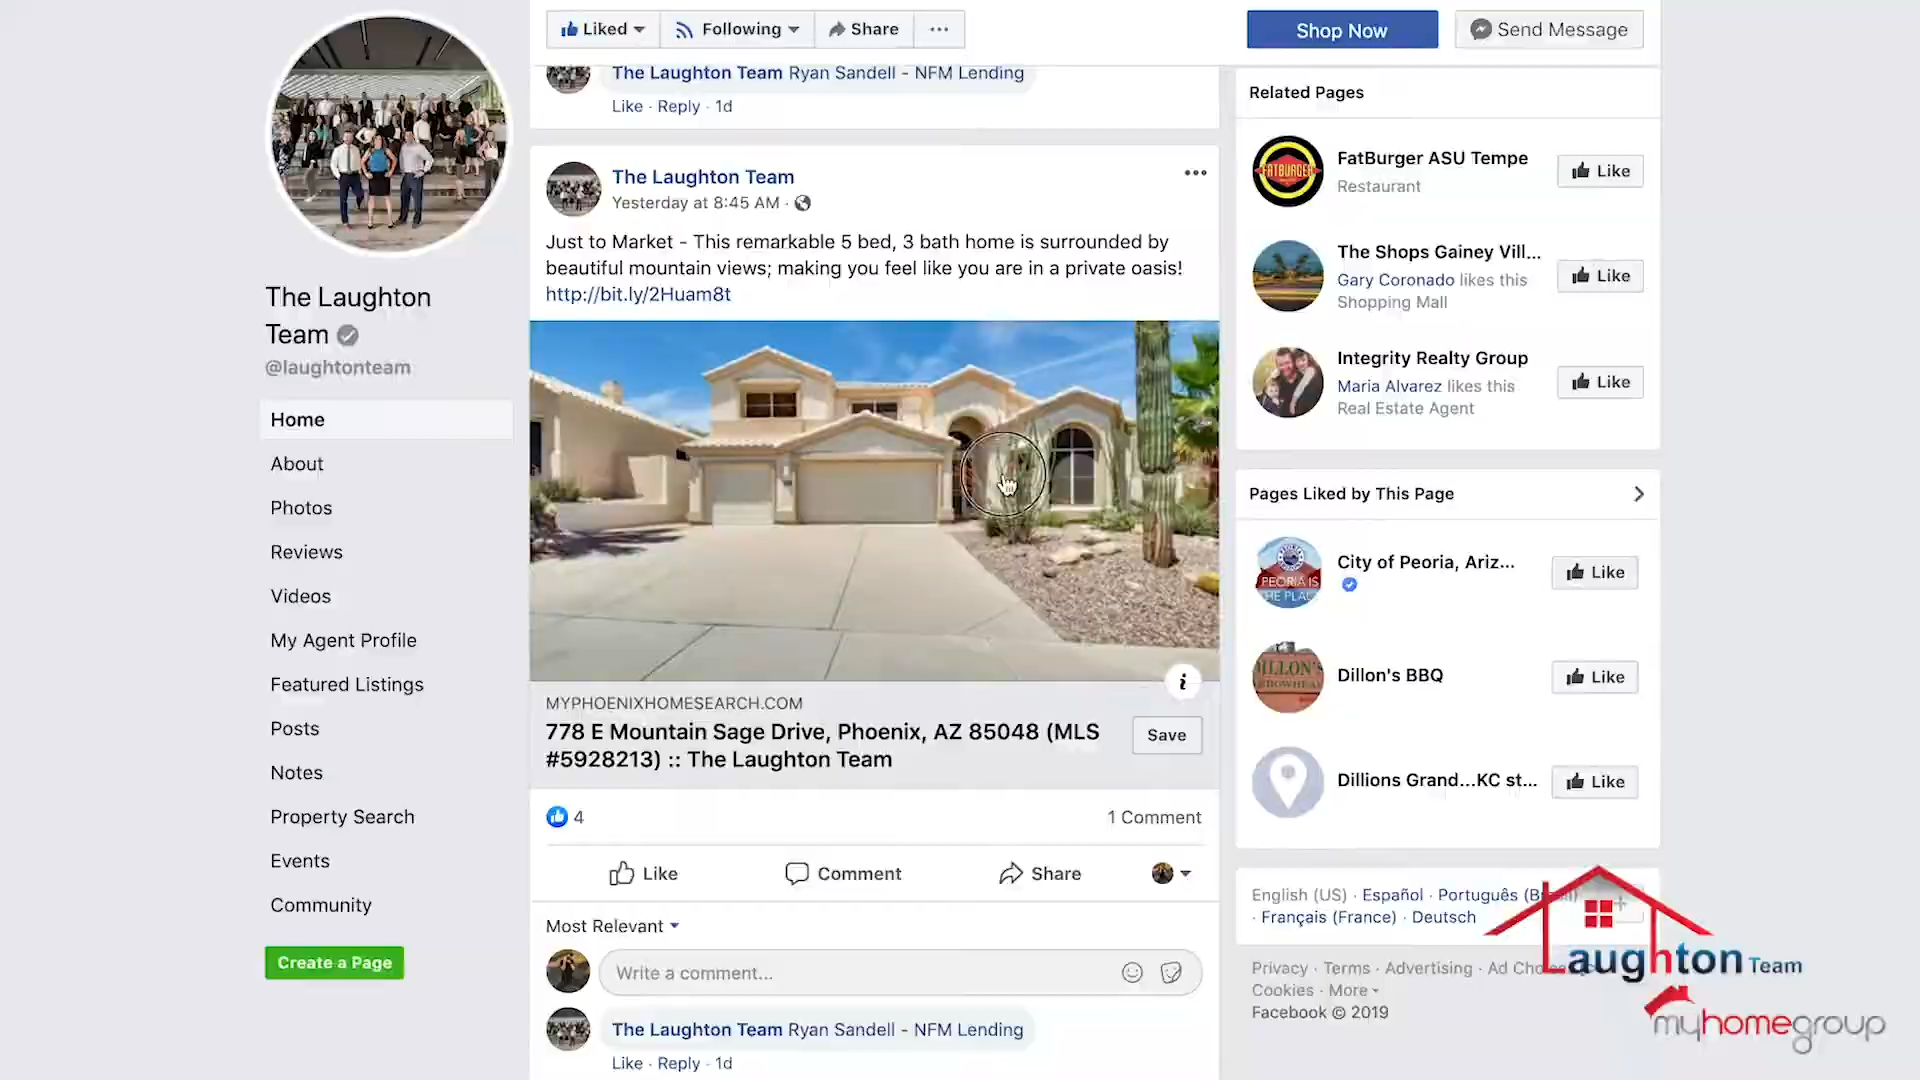 Liked
Following
Share
Shop Now
Send Message
The Laughton Team Ryan Sandell - NFM Lending
Like · Reply · 1d
The Laughton
Team
@laughtonteam
Home
About
Photos
Reviews
Videos
My Agent Profile
Featured Listings
Posts
Notes
Property Search
Events
Community
Create a Page
The Laughton Team
Yesterday at 8:45 AM ·
Just to Market - This remarkable 5 bed, 3 bath home is surrounded by
beautiful mountain views; making you feel like you are in a private oasis!
http://bit.ly/2Huam8t
i
MYPHOENIXHOMESEARCH.COM
778 E Mountain Sage Drive, Phoenix, AZ 85048 (MLS
#5928213) :: The Laughton Team
Save
4
1 Comment
Like
Comment
Share
Most Relevant
Write a comment...
The Laughton Team Ryan Sandell - NFM Lending
Like · Reply · 1d
Related Pages
FATBURGER
FatBurger ASU Tempe
Restaurant
Like
The Shops Gainey Vill...
Gary Coronado likes this
Shopping Mall
Like
Integrity Realty Group
Maria Alvarez likes this
Real Estate Agent
Like
Pages Liked by This Page
PEORIA IS
HE PLAC
City of Peoria, Ariz...
Like
Dillon's BBQ
Like
Dillions Grand...KC st...
Like
English (US) · Español · Português (B
· Français (France) · Deutsch
Privacy · Terms · Advertising · Ad Cho
Cookies · More
Facebook © 2019
Laughton Team
myhomegroup